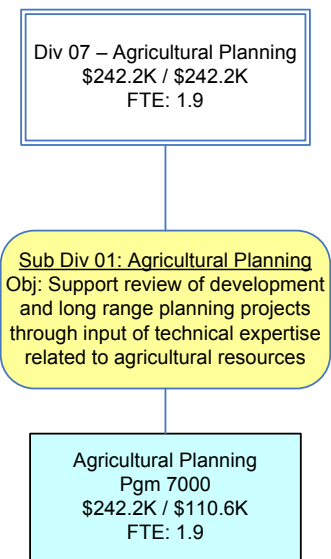 Div 07 – Agricultural Planning
$242.2K / $242.2K
FTE: 1.9
Sub Div 01: Agricultural Planning
Obj: Support review of development
and long range planning projects
through input of technical expertise
related to agricultural resources
Agricultural Planning
Pgm 7000
$242.2K / $110.6K
FTE: 1.9